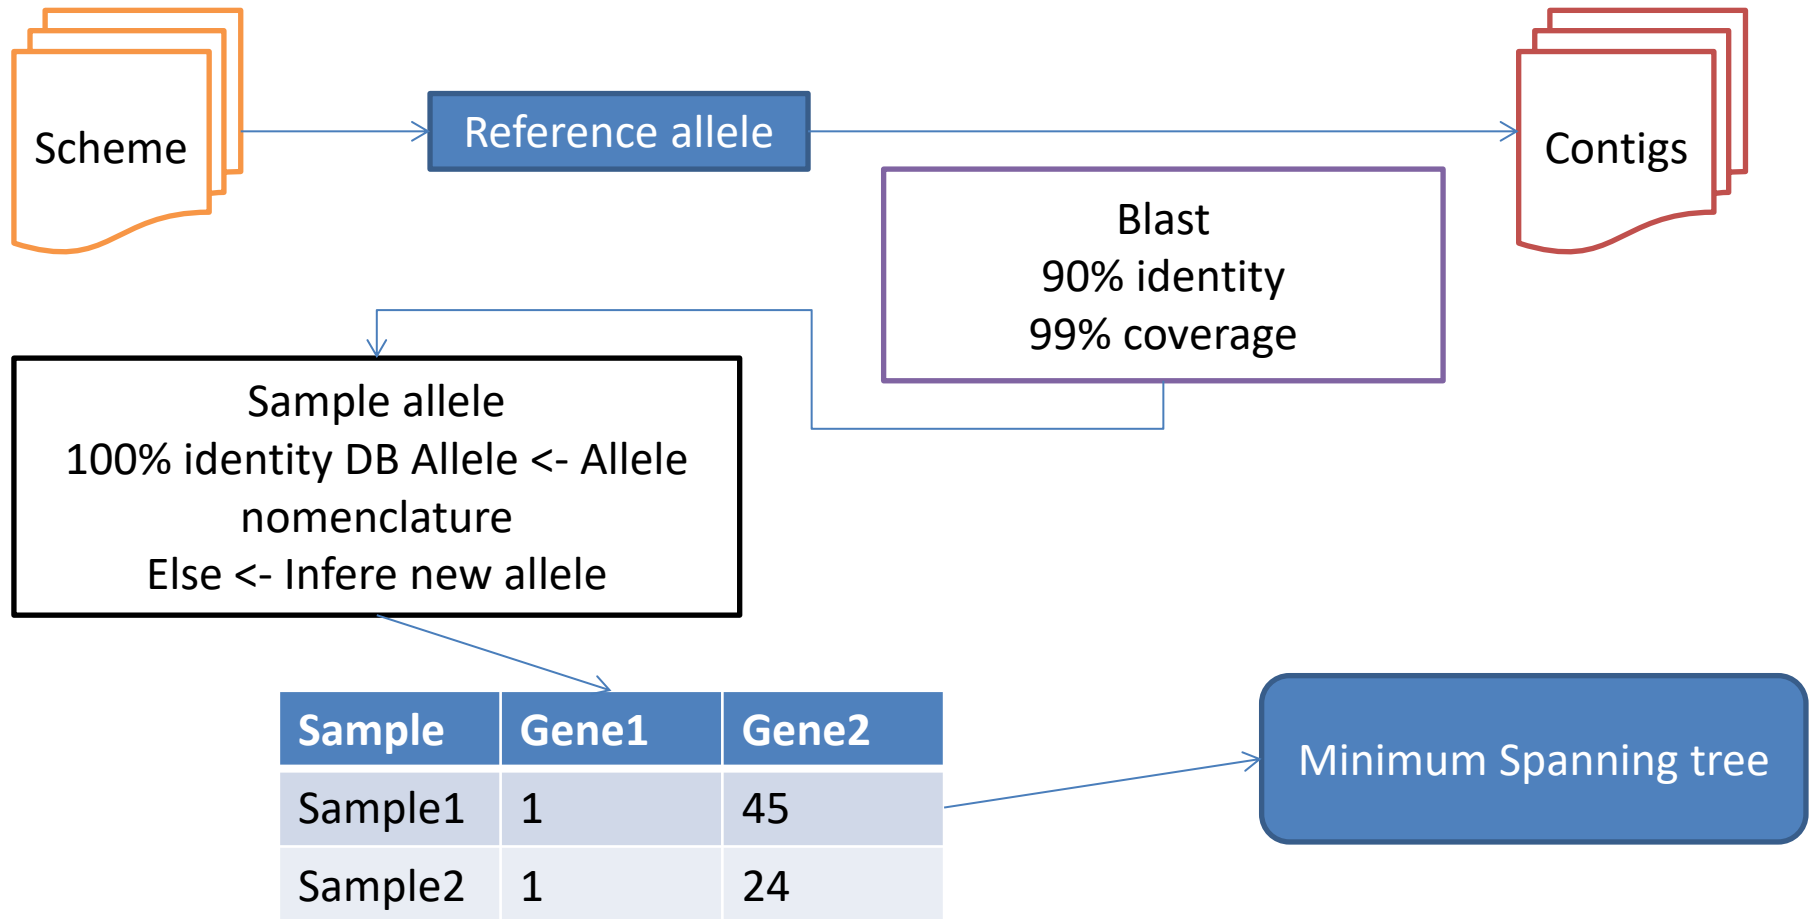 Scheme
Reference allele
Contigs
Blast
90% identity
99% coverage
Sample allele
100% identity DB Allele <- Allele
nomenclature
Else <- Infere new allele
Sample Gene1 Gene2
Sample1 1 45
Sample2 1 24
Minimum Spanning tree